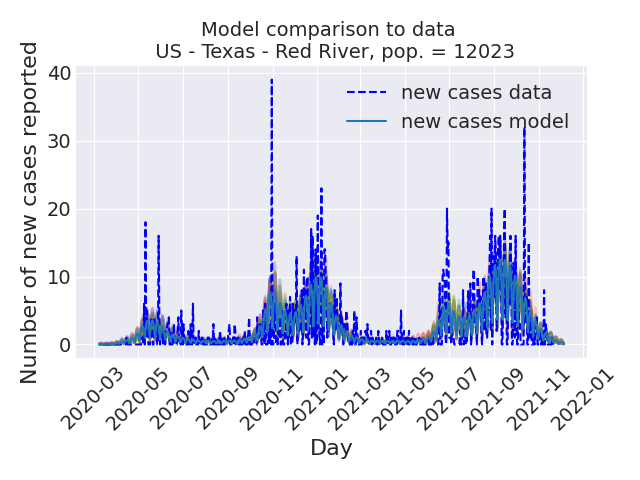 Model comparison to data
US - Texas - Red River, pop. = 12023
Number of new cases reported
40
30
20
10
0
new cases data
new cases model
2020-03
2020-05
2020-07
2020-09
2020-11
2021-01
2021-03
2021-05
2021-07
2021-09
2021-11
2022-01
Day